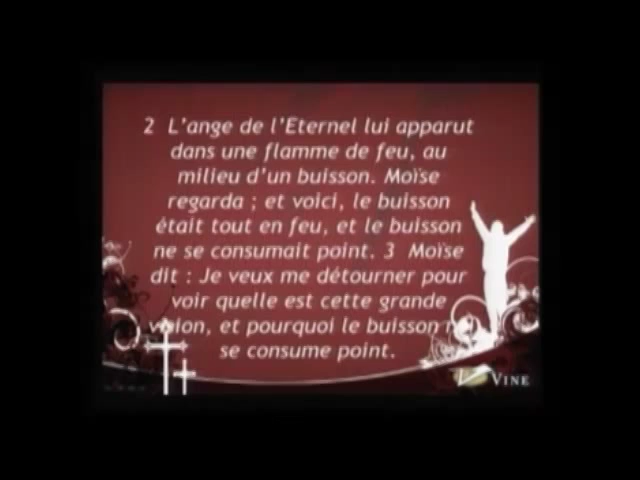 2 L'ange de l'Eternel lui apparut
dans une flamme de feu, au
milieu d'un buisson. Moïse
regarda ; et voici, le buisson
était tout en feu, et le buisson
ne se consumait point. 3 Moïse
dit : Je veux me détourner pour
voir quelle est cette grande
vision, et pourquoi le buisson
se consume point.
VINE